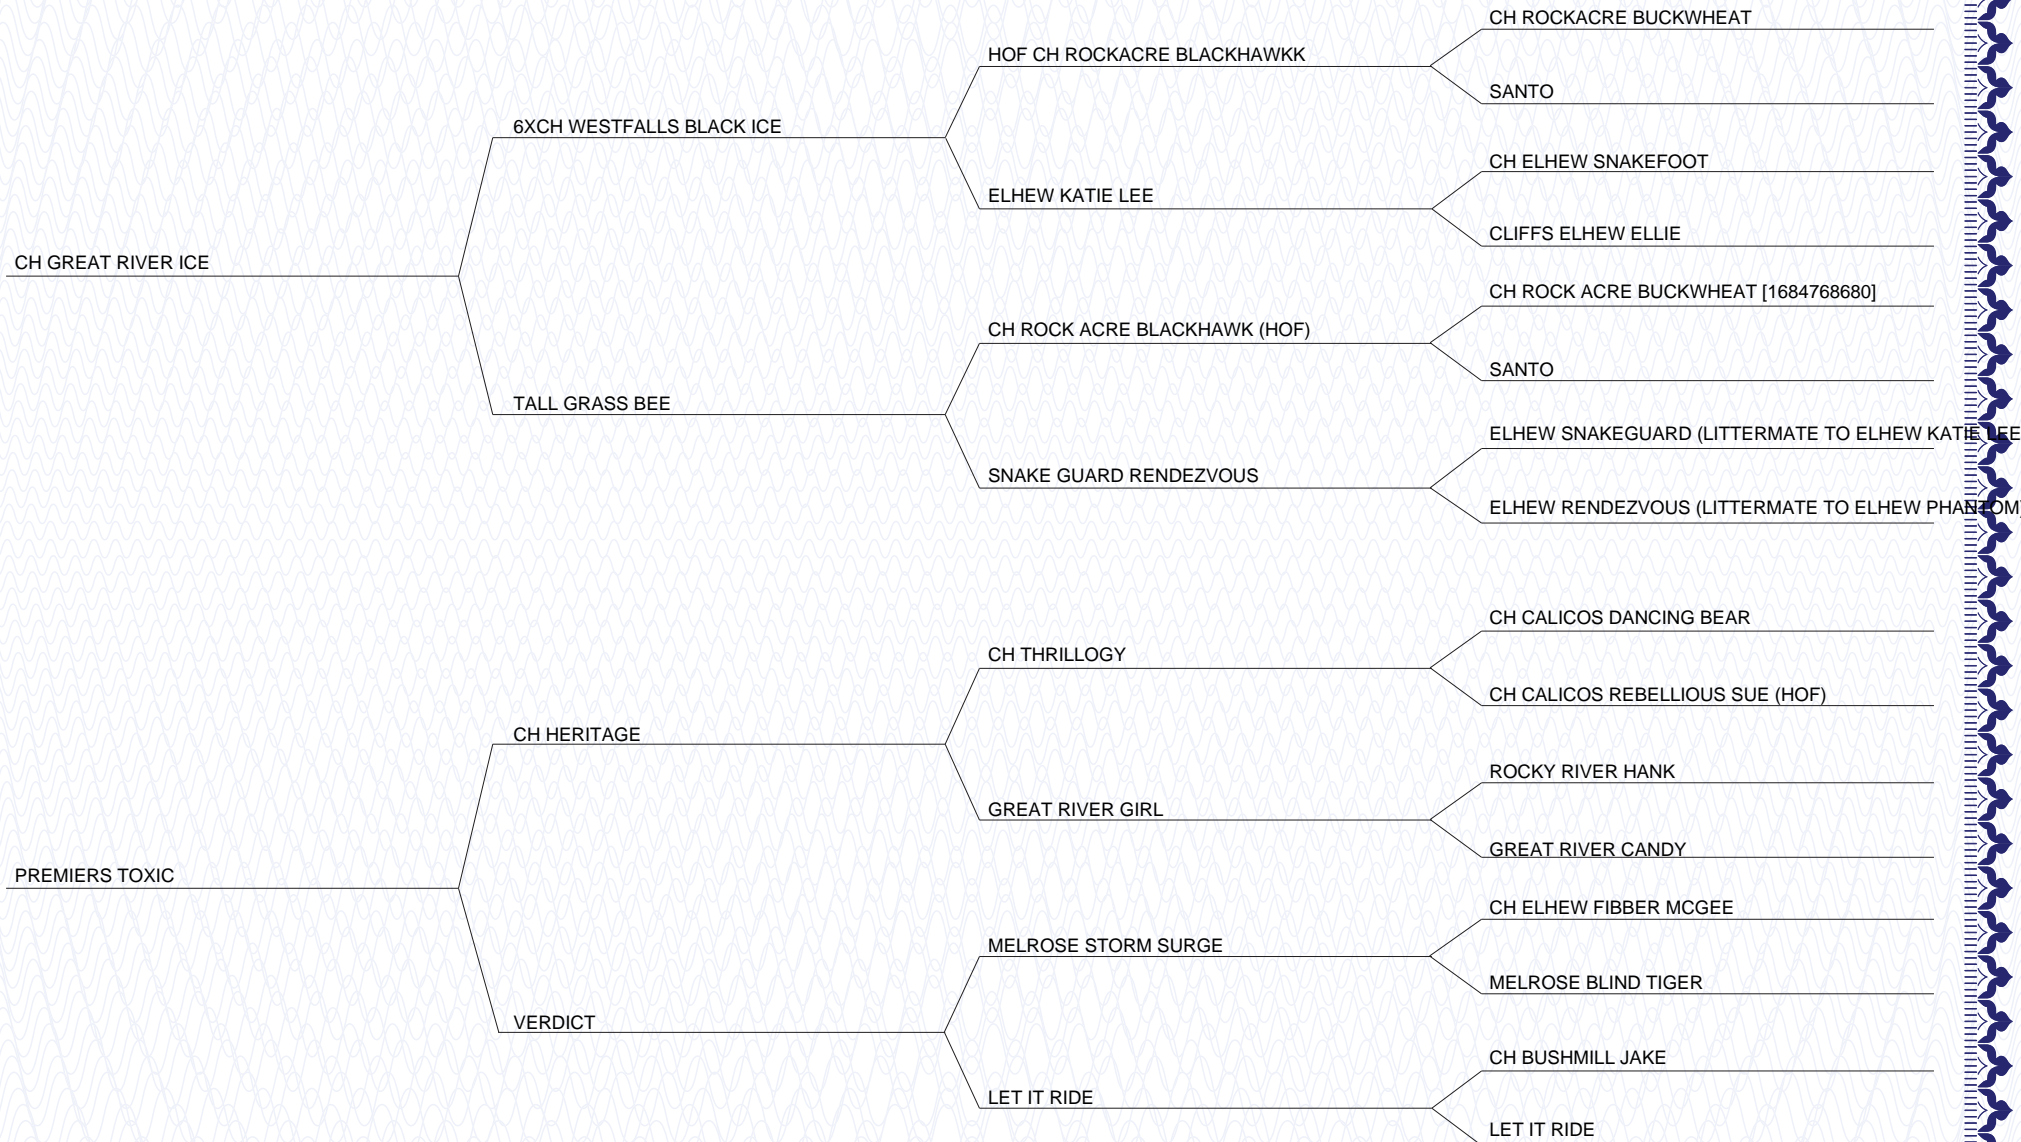 CH ROCKACRE BUCKWHEAT
HOF CH ROCKACRE BLACKHAWKK
SANTO
6XCH WESTFALLS BLACK ICE
CH ELHEW SNAKEFOOT
ELHEW KATIE LEE
CLIFFS ELHEW ELLIE
CH GREAT RIVER ICE
CH ROCK ACRE BUCKWHEAT [1684768680]
CH ROCK ACRE BLACKHAWK (HOF)
SANTO
TALL GRASS BEE
ELHEW SNAKEGUARD (LITTERMATE TO ELHEW KATIE LEE
SNAKE GUARD RENDEZVOUS
ELHEW RENDEZVOUS (LITTERMATE TO ELHEW PHANTOM)
CH CALICOS DANCING BEAR
CH THRILLOGY
CH CALICOS REBELLIOUS SUE (HOF)
CH HERITAGE
ROCKY RIVER HANK
GREAT RIVER GIRL
GREAT RIVER CANDY
PREMIERS TOXIC
CH ELHEW FIBBER MCGEE
MELROSE STORM SURGE
MELROSE BLIND TIGER
VERDICT
CH BUSHMILL JAKE
LET IT RIDE
LET IT RIDE